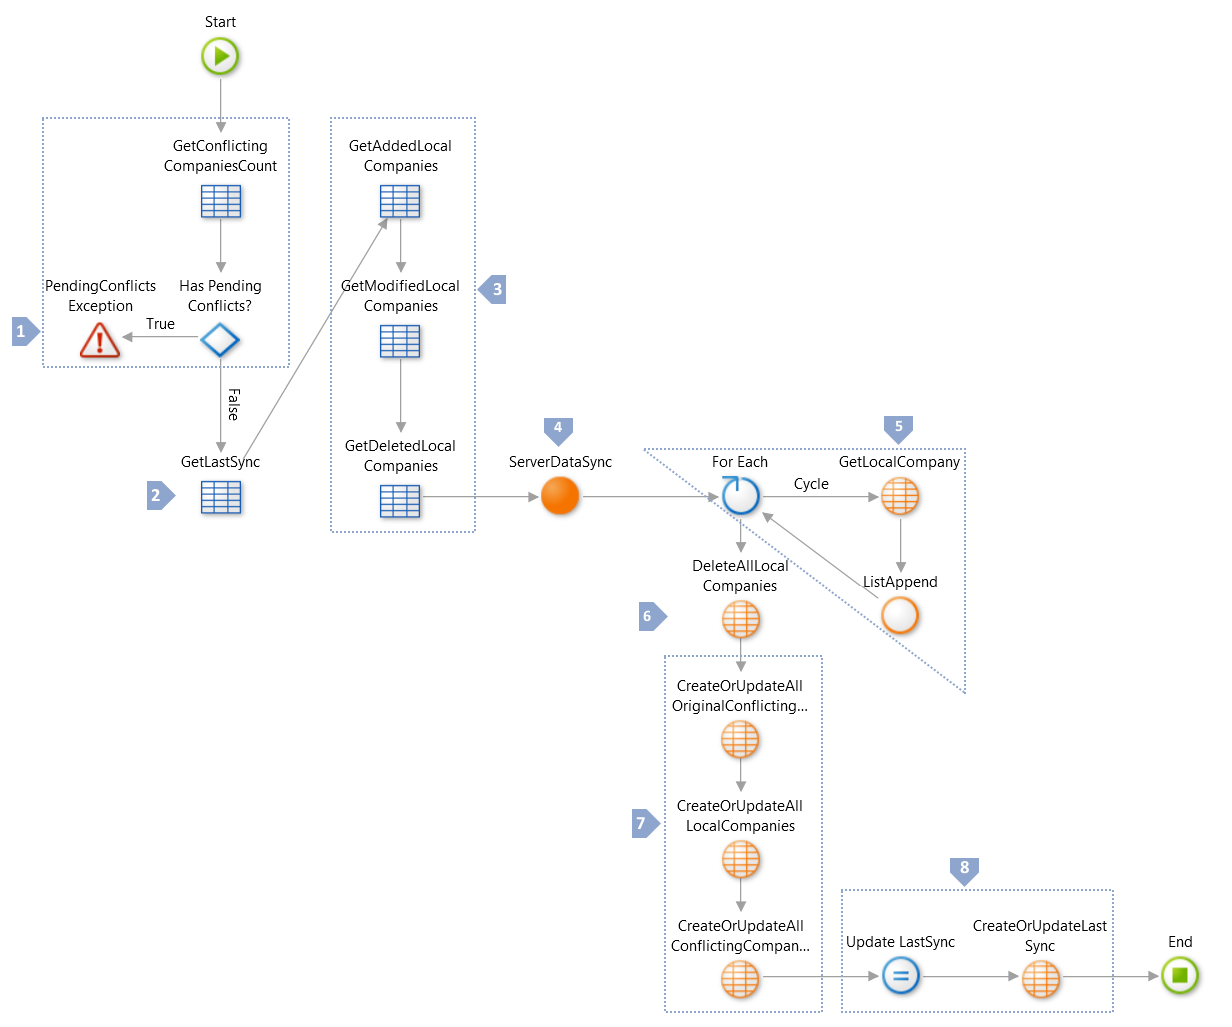 Start
GetConflicting
CompaniesCount
PendingConflicts
Exception
Has Pending
Conflicts?
True
1
False
GetLastSync
2
GetAddedLocal
Companies
GetModifiedLocal
Companies
3
GetDeletedLocal
Companies
4
ServerDataSync
For Each
Cycle
5
GetLocalCompany
ListAppend
DeleteAllLocal
Companies
6
CreateOrUpdateAll
OriginalConflicting...
CreateOrUpdateAll
LocalCompanies
7
CreateOrUpdateAll
ConflictingCompan...
8
Update LastSync
CreateOrUpdateLast
Sync
End